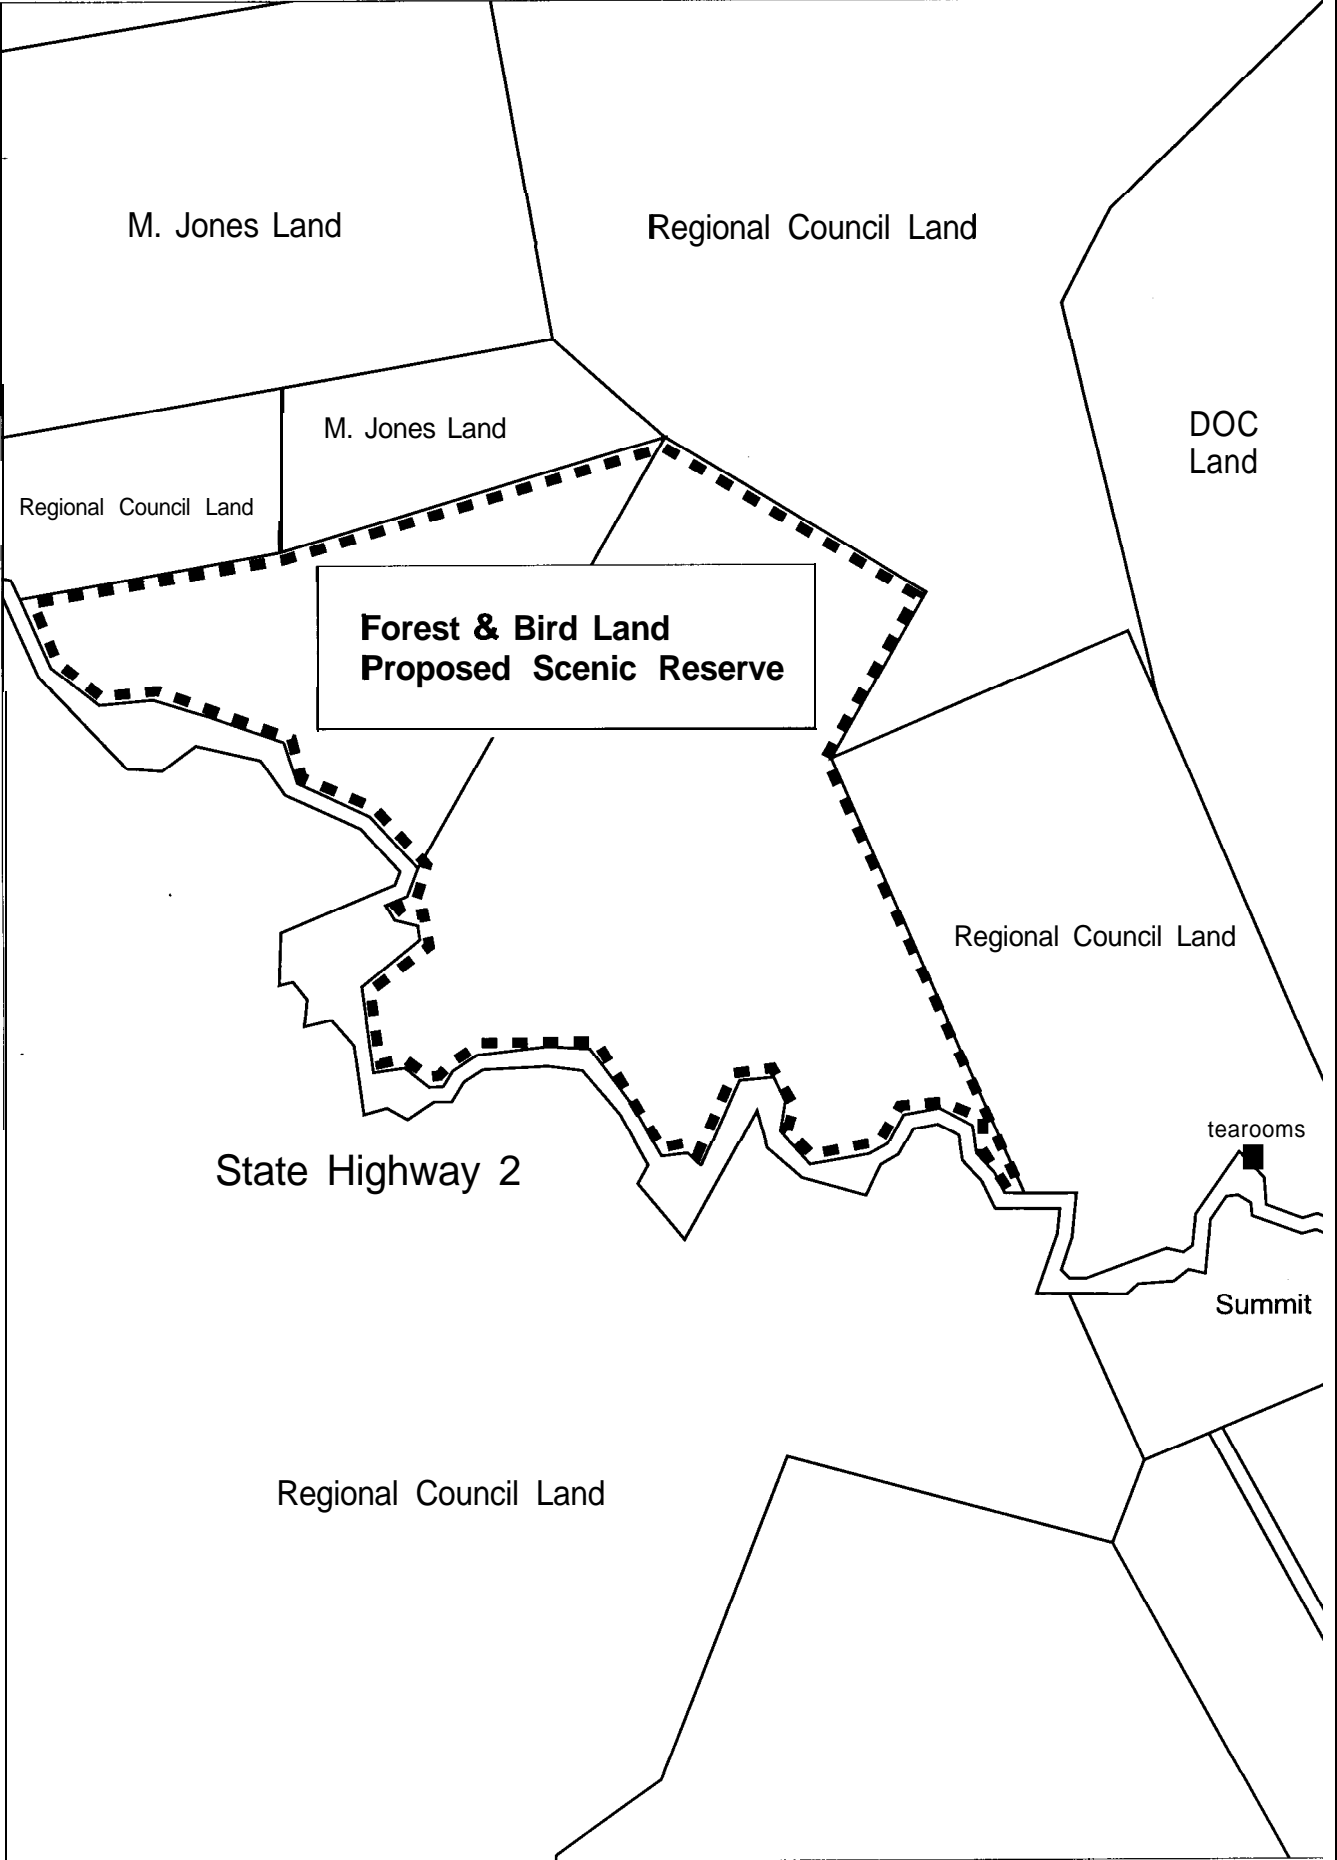 M. Jones Land
Regional Council Land
M. Jones Land
DOC
Land
Regional Council Land
Forest & Bird Land
Proposed Scenic Reserve
Regional Council Land
tearooms
State Highway 2
Summit
Regional Council Land